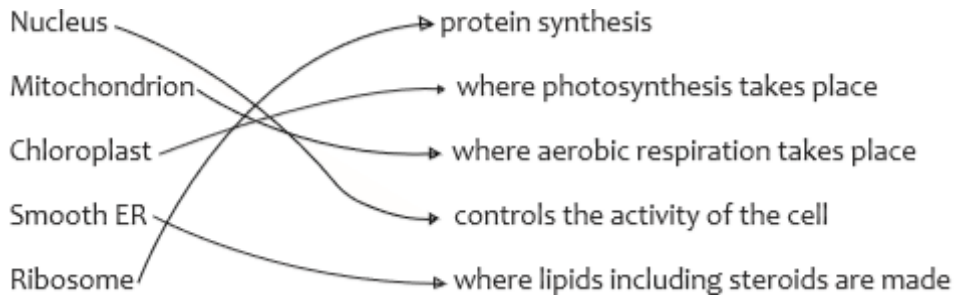 Nucleus protein synthesis
Mitochondrion where photosynthesis takes place
Chloroplast where aerobic respiration takes place
Smooth ER controls the activity of the cell
Ribosome where lipids including steroids are made